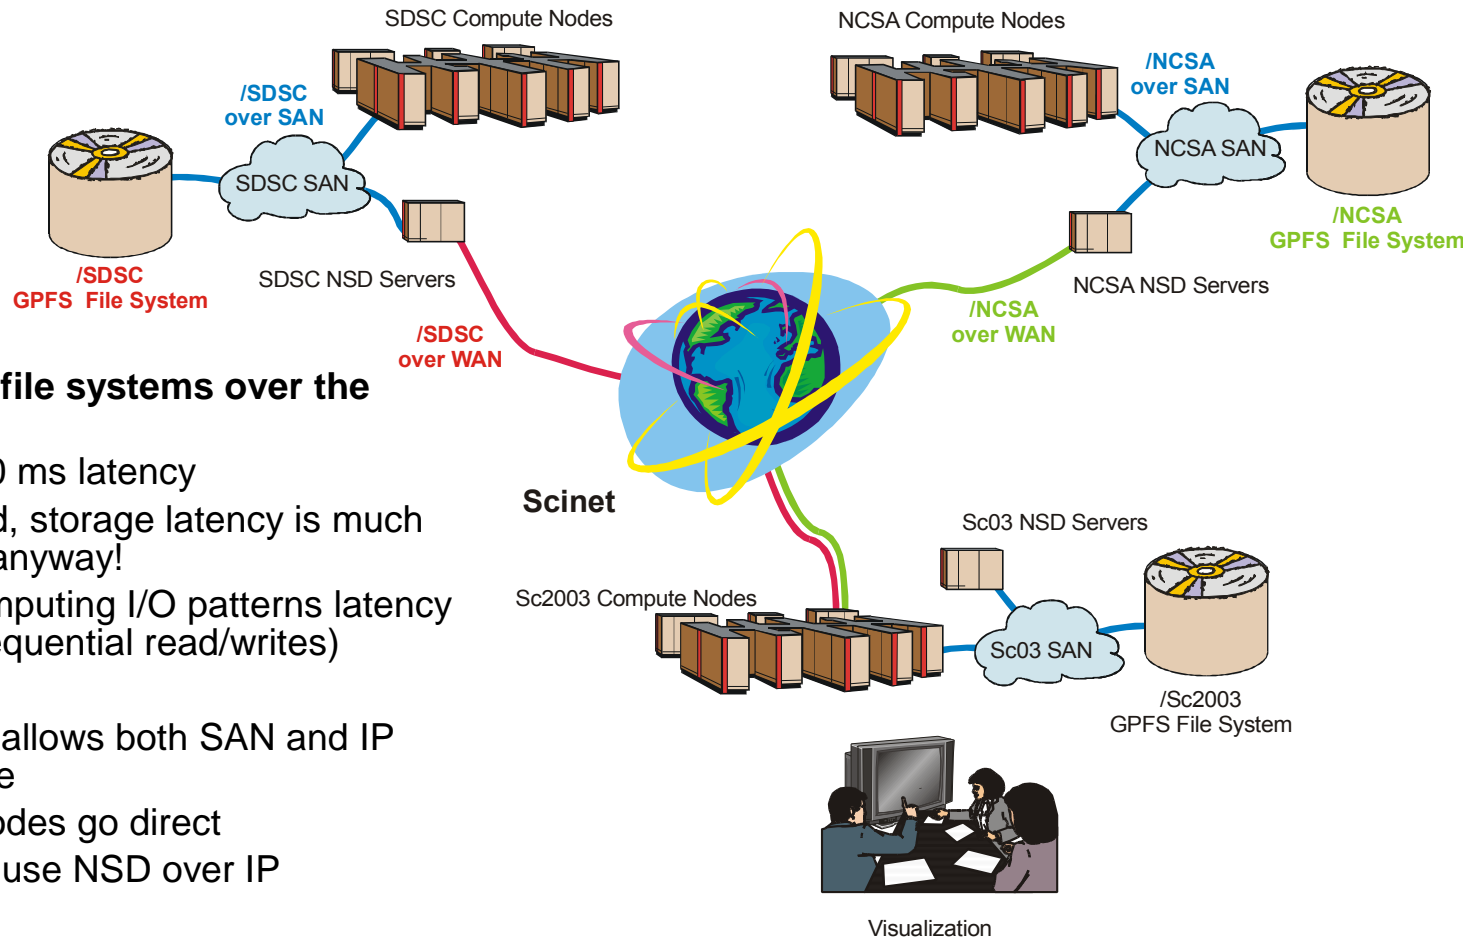 SDSC Compute Nodes
NCSA Compute Nodes
/SDSC
over SAN
/NCSA
over SAN
SDSC SAN
NCSA SAN
/SDSC
GPFS File System
SDSC NSD Servers
/NCSA
GPFS File System
NCSA NSD Servers
/SDSC
over WAN
/NCSA
over WAN
file systems over the
0 ms latency
d, storage latency is much
anyway!
mputing I/O patterns latency
equential read/writes)
allows both SAN and IP
e
odes go direct
use NSD over IP
Scinet
Sc03 NSD Servers
Sc2003 Compute Nodes
Sc03 SAN
/Sc2003
GPFS File System
Visualization